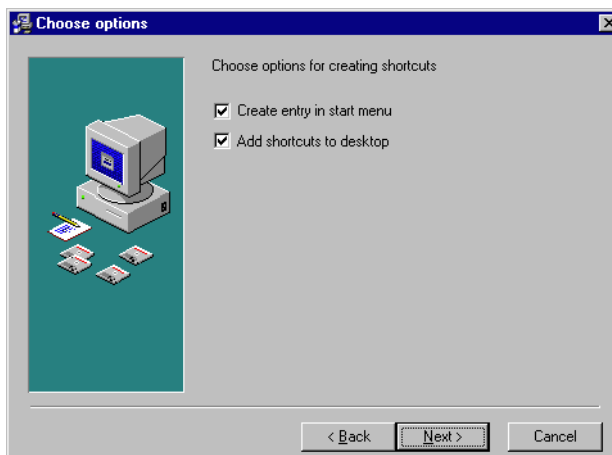 Choose options
Choose options for creating shortcuts
Create entry in start menu
Add shortcuts to desktop
< Back
Next >
Cancel